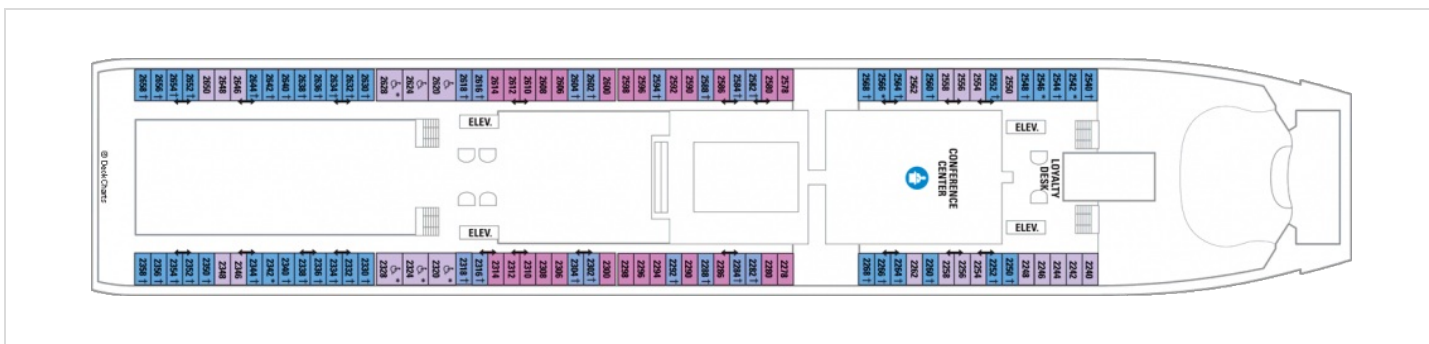 2658 2656 2654 2652 2650 2648 2646 2644 2642 2640 2638 2636 2634 2632 2630 2628 2624 2620 2618 2616 2614 2612 2610 2608 2606 2604 2602 2600 2598 2596 2594 2592 2590 2588 2586 2584 2582 2580 2578 2568 2566 2564 2562 2560 2558 2556 2554 2552 2550 2548 2546 2544 2542 2540
ELEV.
ELEV.
© DeckCharts
CONFERENCE
CENTER
LOYALTY
DESK
ELEV.
ELEV.
2358 2356 2354 2352 2350 2348 2346 2344 2342 2340 2338 2336 2334 2332 2330 2328 2324 2320 2318 2316 2314 2312 2310 2308 2306 2304 2302 2300 2298 2296 2294 2292 2290 2288 2286 2284 2282 2280 2278 2268 2266 2264 2262 2260 2258 2256 2254 2252 2250 2248 2246 2244 2242 2240